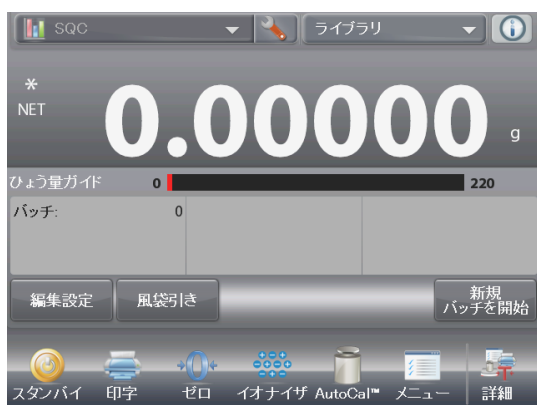 SQC
ライブラリ
*
NET
0.00000 g
ひょう量ガイド 0 220
バッチ: 0
編集設定
風袋引き
新規
バッチを開始
スタンバイ
印字
ゼロ
イオナイザ
AutoCal™
メニュー
詳細